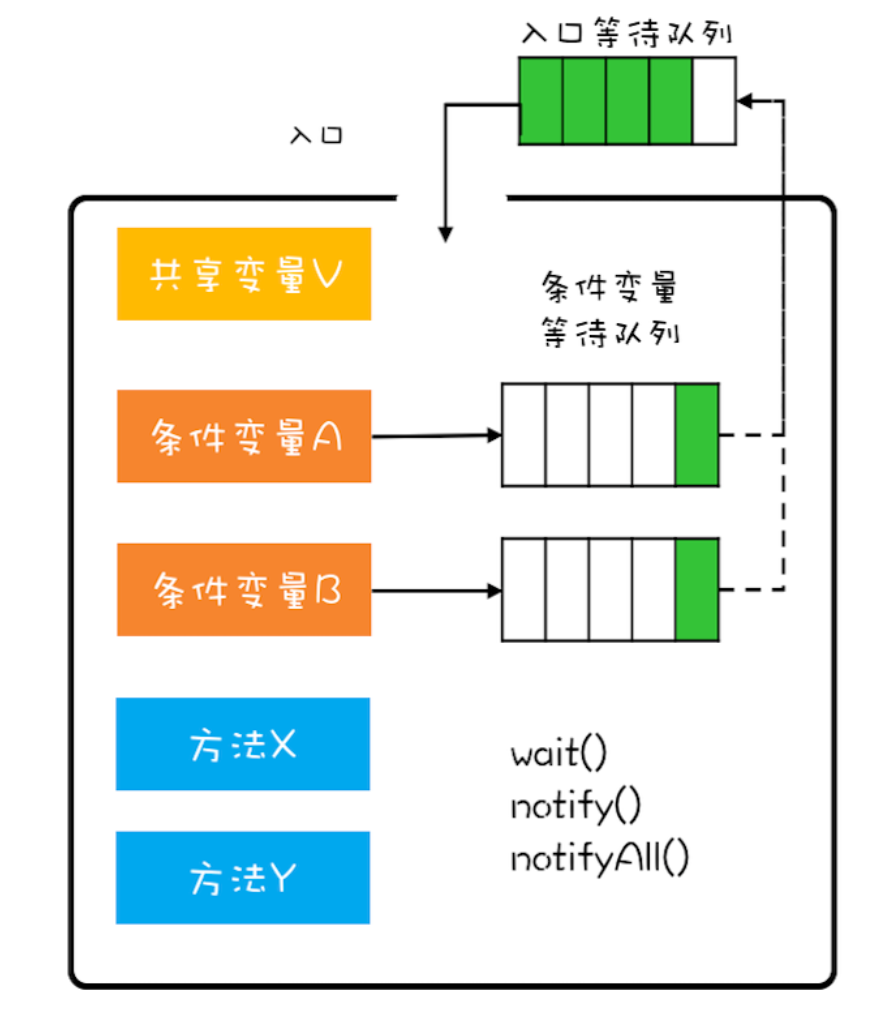 入口等待队列
入口
共享变量V
条件变量
等待队列
条件变量A
条件变量B
方法X
wait()
notify()
notifyAll()
方法Y